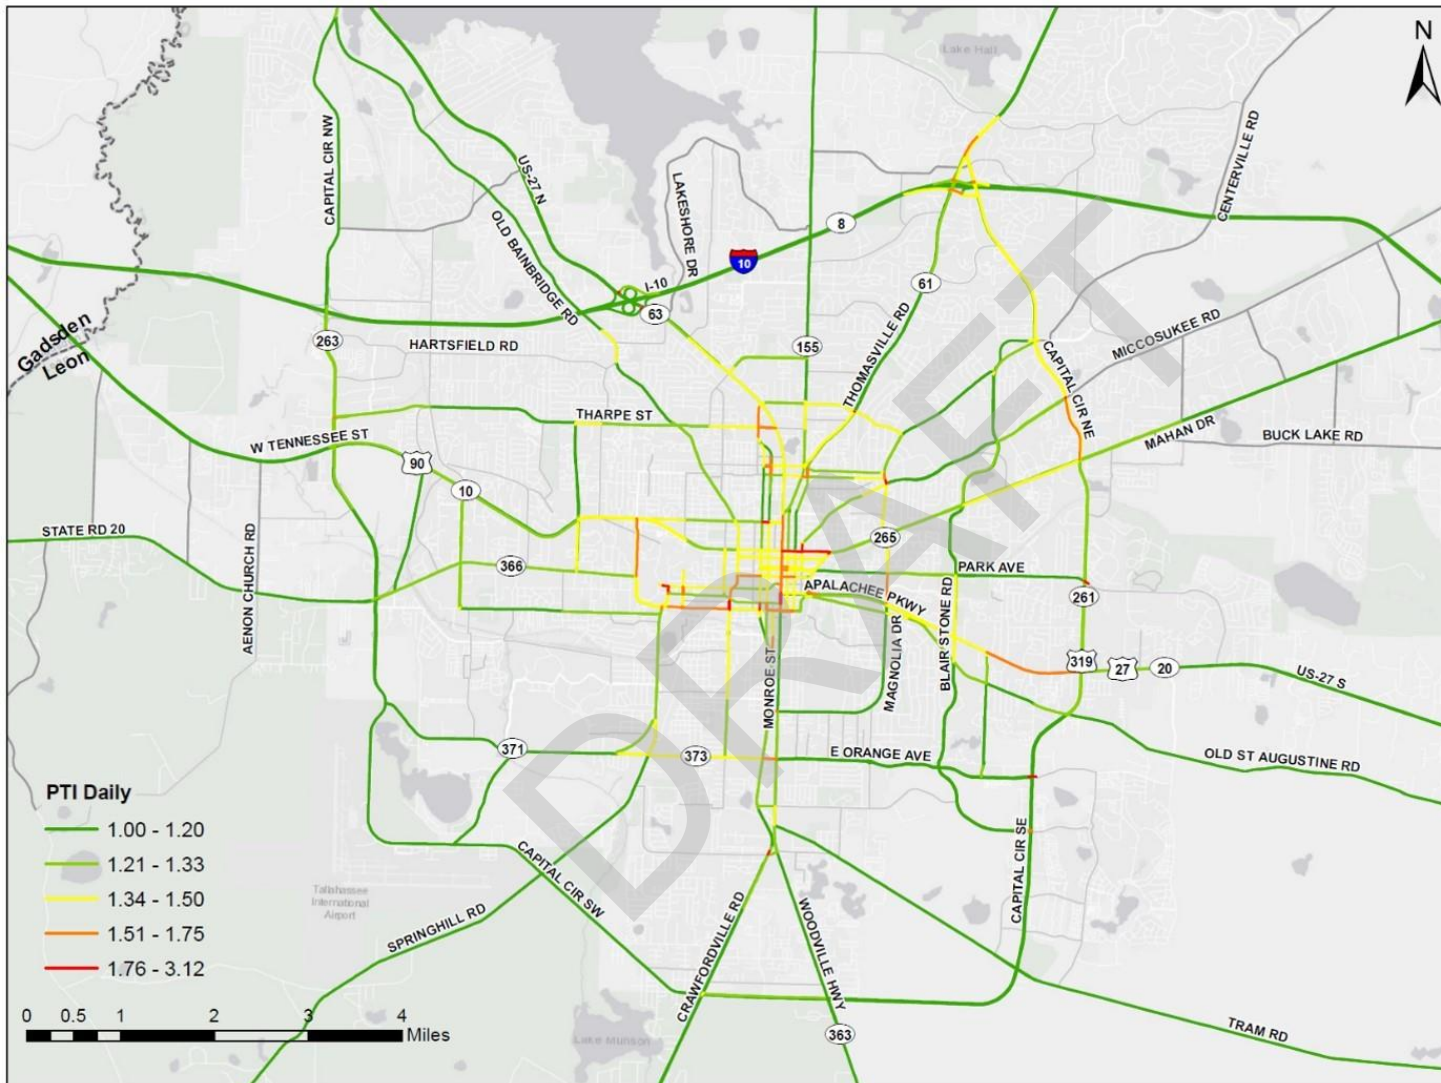 N
Lake Hall
CENTERVILLE RD
CAPITAL CIR NW
US-27 N
LAKESHORE DR
8
OLD BAINBRIDGE RD
10
I-10
63
61
THOMASVILLE RD
Gadsden
Leon
263
HARTSFIELD RD
155
MICCOSUKEE RD
CAPITAL CIR NE
THARPE ST
W TENNESSEE ST
MAHAN DR
BUCK LAKE RD
90
10
STATE RD 20
AENON CHURCH RD
366
265
PARK AVE
APALACHEE PKWY
261
MAGNOLIA DR
BLAIR STONE RD
MONROE ST
319
27
20
US-27 S
371
373
E ORANGE AVE
OLD ST AUGUSTINE RD
DRAFT
PTI Daily
1.00 - 1.20
1.21 - 1.33
1.34 - 1.50
1.51 - 1.75
1.76 - 3.12
Tallahassee
International
Airport
CAPITAL CIR SW
SPRINGHILL RD
CRAWFORDVILLE RD
WOODVILLE HWY
CAPITAL CIR SE
363
TRAM RD
Lake Munson
0 0.5 1 2 3 4
Miles